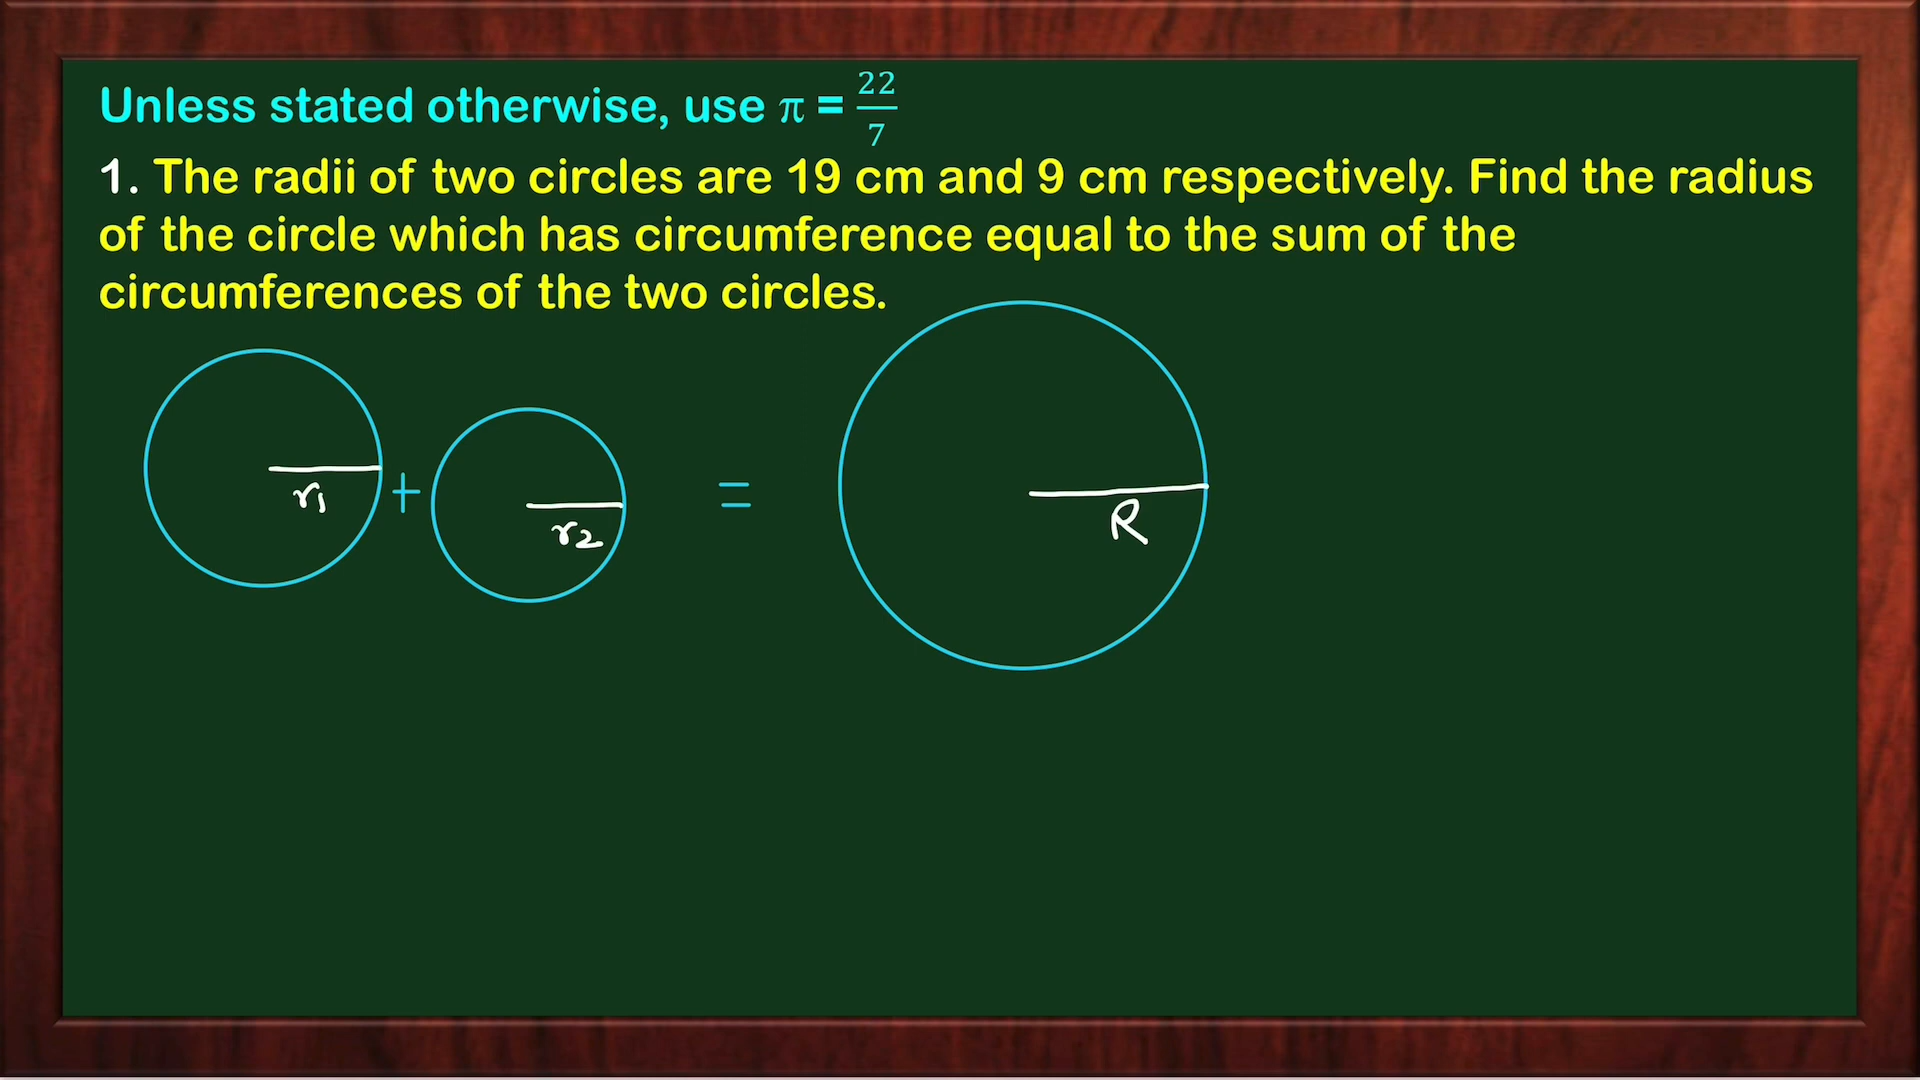 Unless stated otherwise, use π = 22/7
1. The radii of two circles are 19 cm and 9 cm respectively. Find the radius
of the circle which has circumference equal to the sum of the
circumferences of the two circles.
r1 + r2 = R